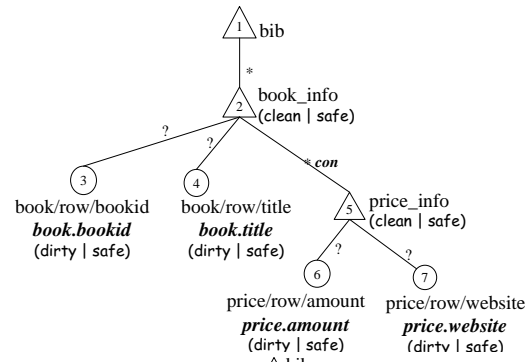 1 bib
*
2 book_info
(clean | safe)
? ? * con
3 4 5 price_info
(clean | safe)
book/row/bookid book/row/title
book.bookid book.title
(dirty | safe) (dirty | safe)
? ?
6 7
price/row/amount price/row/website
price.amount price.website
(dirty | safe) (dirty | safe)